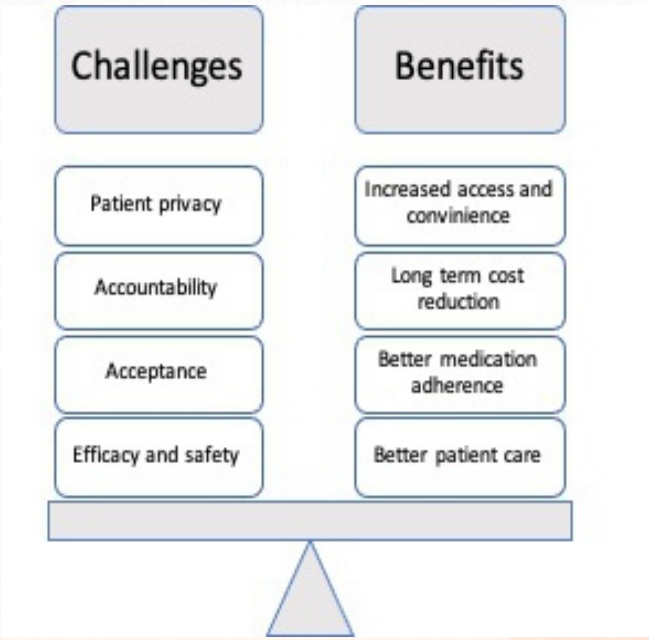 Challenges
Benefits
Patient privacy
Increased access and
convinience
Accountability
Long term cost
reduction
Acceptance
Better medication
adherence
Efficacy and safety
Better patient care